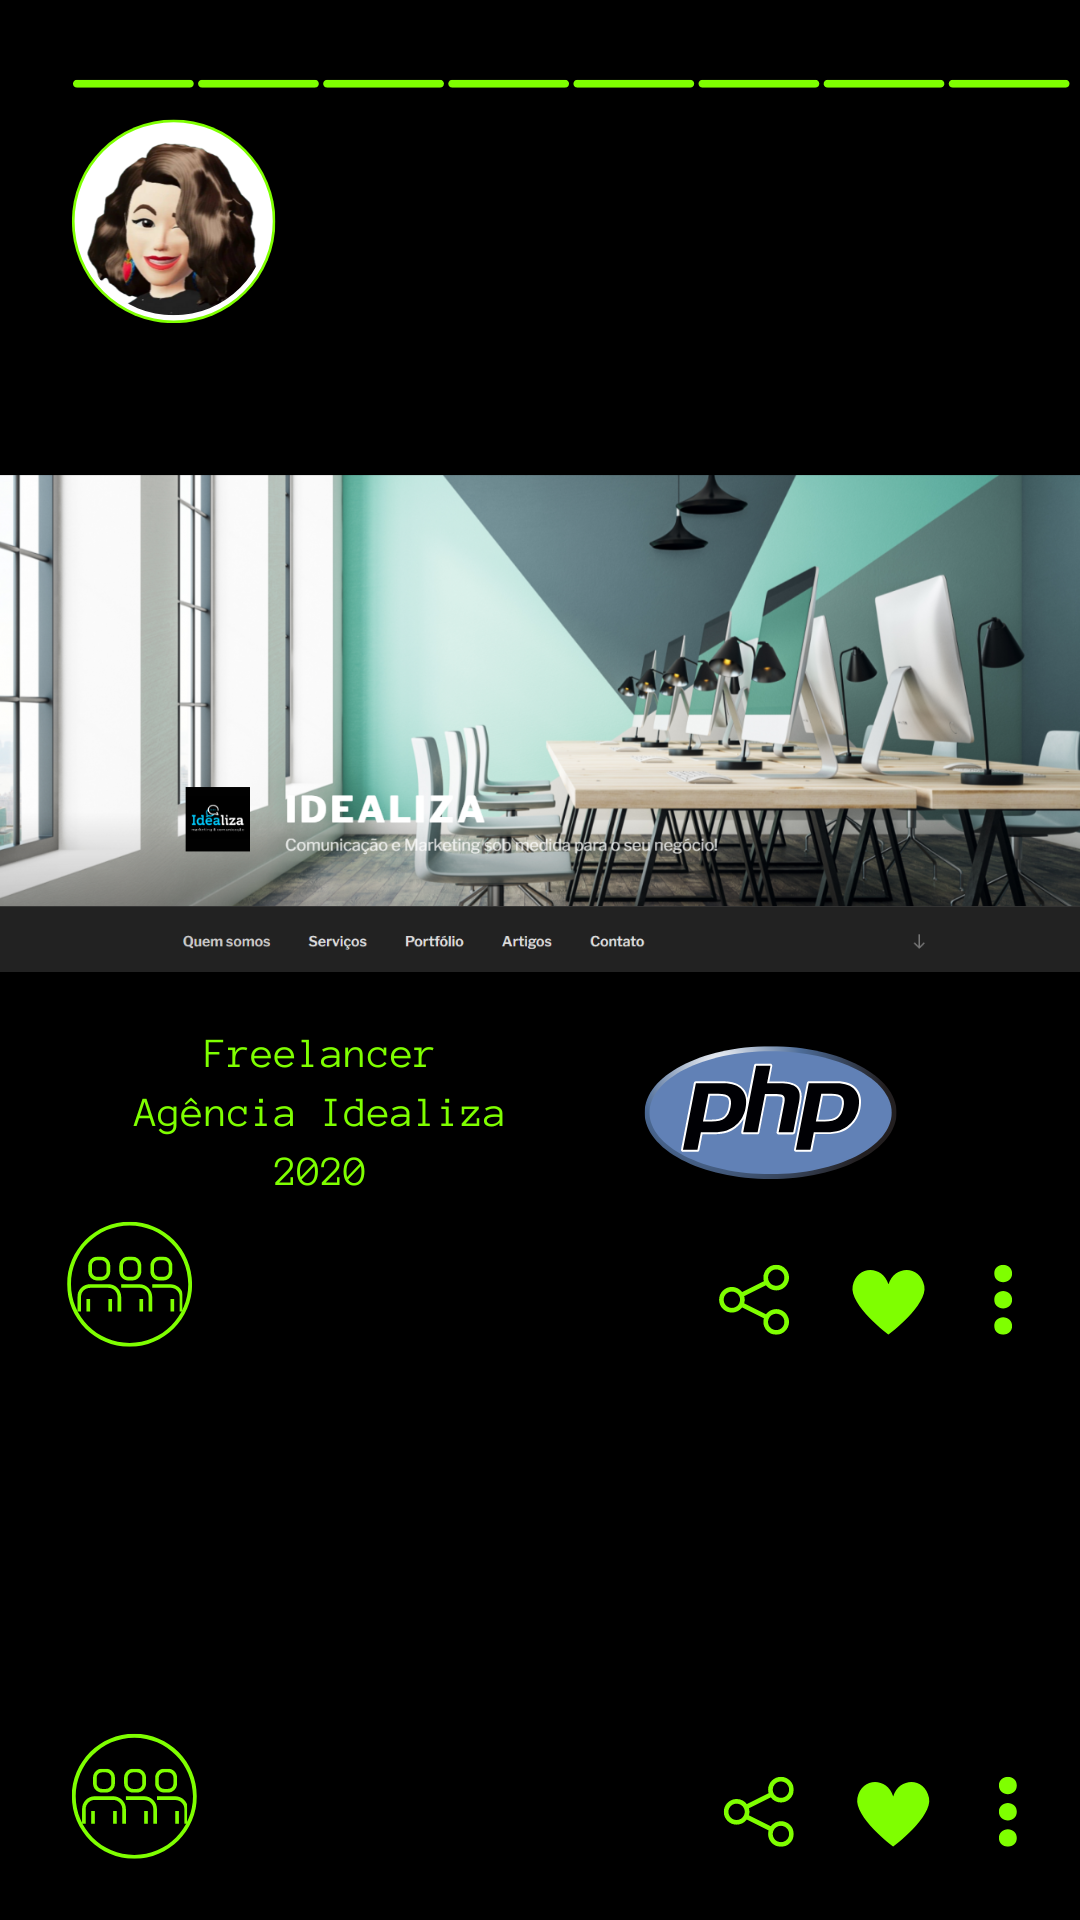 Idealiza
IDEALIZA
Comunicação e Marketing sob medida para o seu negócio!
Quem somos Serviços Portfólio Artigos Contato
Freelancer
Agência Idealiza
2020
php